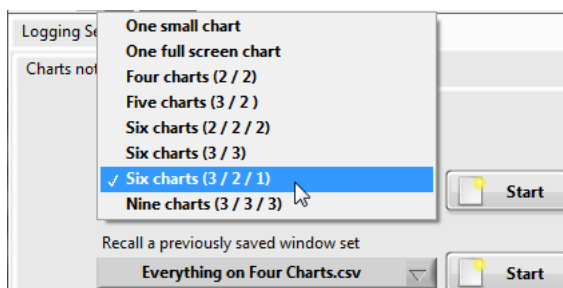 One small chart
Logging Se
One full screen chart
Charts not
Four charts (2 / 2)
Five charts (3 / 2 )
Six charts (2 / 2 / 2)
Six charts (3 / 3)
✓ Six charts (3 / 2 / 1)
Start
Nine charts (3 / 3 / 3)
Recall a previously saved window set
Everything on Four Charts.csv
Start